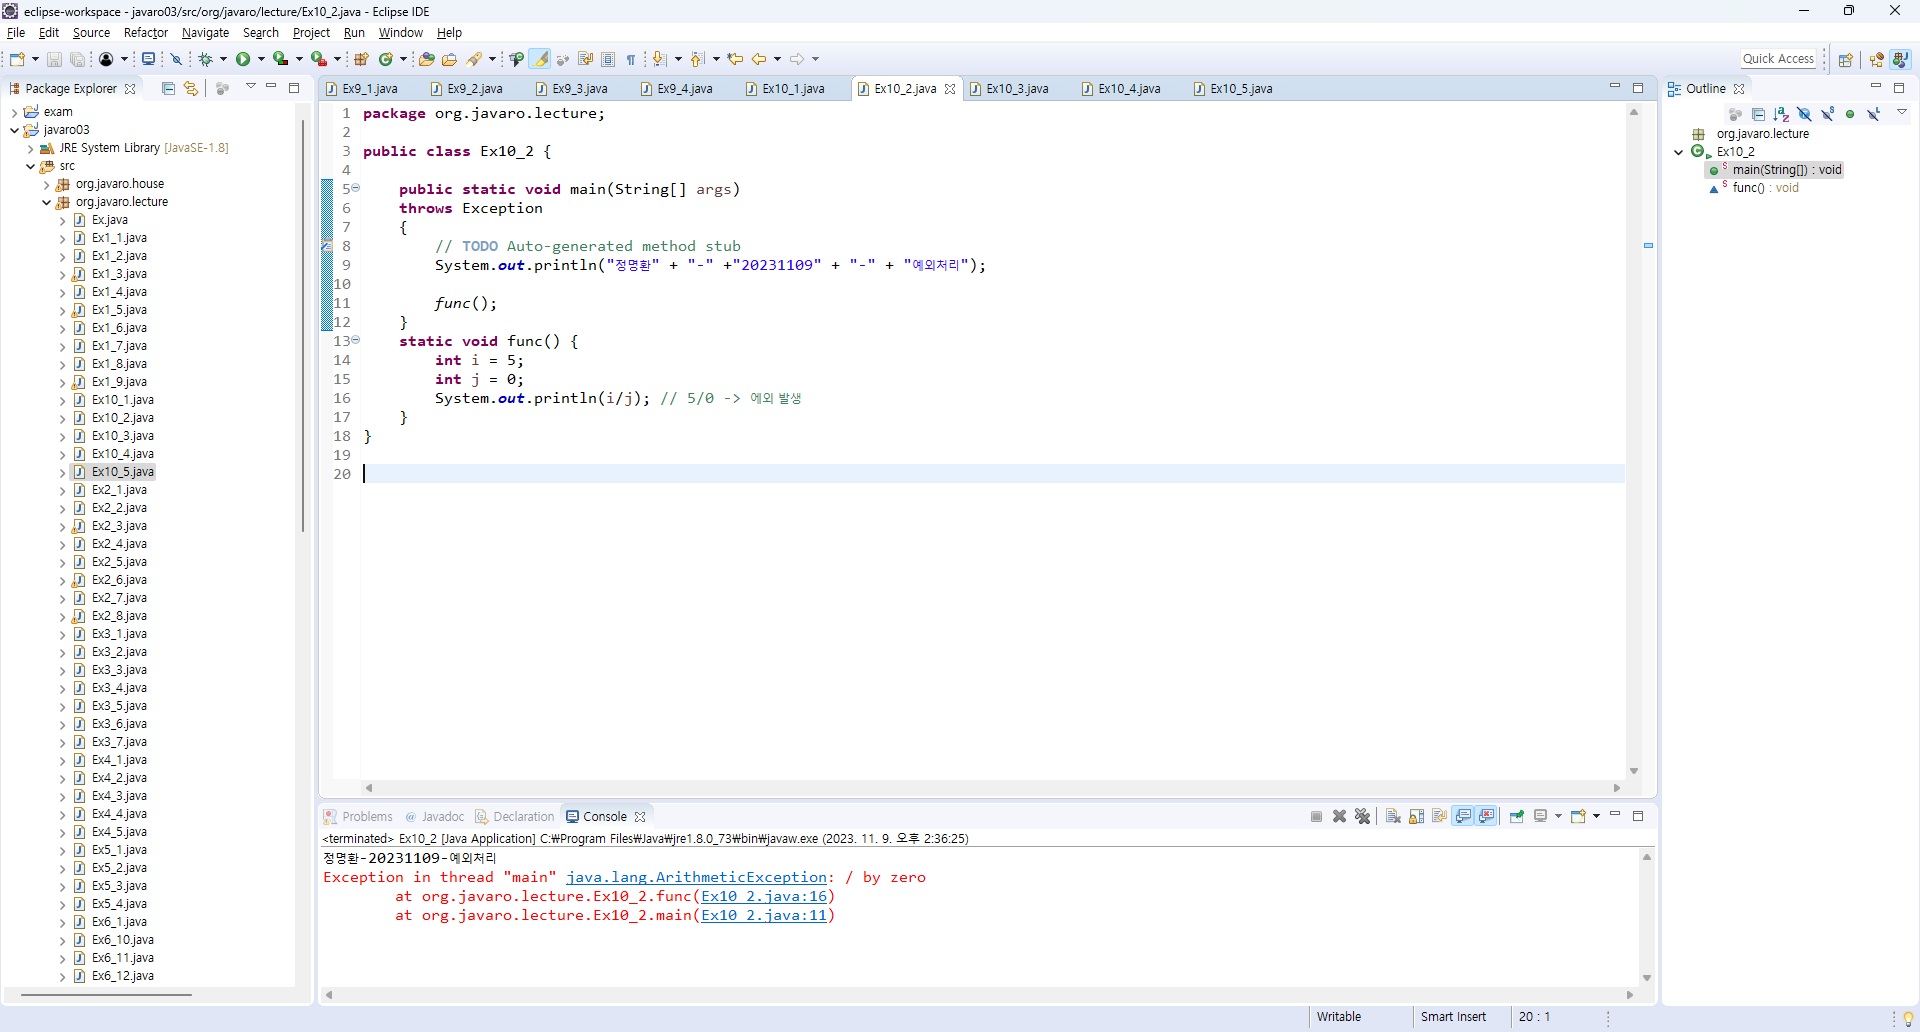 eclipse-workspace - javaro03/src/org/javaro/lecture/Ex10_2.java - Eclipse IDE
File Edit Source Refactor Navigate Search Project Run Window Help
Quick Access
Package Explorer
exam
javaro03
JRE System Library [JavaSE-1.8]
src
org.javaro.house
org.javaro.lecture
Ex.java
Ex1_1.java
Ex1_2.java
Ex1_3.java
Ex1_4.java
Ex1_5.java
Ex1_6.java
Ex1_7.java
Ex1_8.java
Ex1_9.java
Ex10_1.java
Ex10_2.java
Ex10_3.java
Ex10_4.java
Ex10_5.java
Ex2_1.java
Ex2_2.java
Ex2_3.java
Ex2_4.java
Ex2_5.java
Ex2_6.java
Ex2_7.java
Ex2_8.java
Ex3_1.java
Ex3_2.java
Ex3_3.java
Ex3_4.java
Ex3_5.java
Ex3_6.java
Ex3_7.java
Ex4_1.java
Ex4_2.java
Ex4_3.java
Ex4_4.java
Ex4_5.java
Ex5_1.java
Ex5_2.java
Ex5_3.java
Ex5_4.java
Ex6_1.java
Ex6_10.java
Ex6_11.java
Ex6_12.java
Ex9_1.java Ex9_2.java Ex9_3.java Ex9_4.java Ex10_1.java Ex10_2.java Ex10_3.java Ex10_4.java Ex10_5.java
1 package org.javaro.lecture;
2
3 public class Ex10_2 {
4
5 public static void main(String[] args)
6 throws Exception
7 {
8 // TODO Auto-generated method stub
9 System.out.println("정명환" + "-" +"20231109" + "-" + "예외처리");
10
11 func();
12 }
13 static void func() {
14 int i = 5;
15 int j = 0;
16 System.out.println(i/j); // 5/0 -> 에외 발생
17 }
18 }
19
20
Problems Javadoc Declaration Console
<terminated> Ex10_2 [Java Application] C:₩Program Files₩Java₩jre1.8.0_73₩bin₩javaw.exe (2023. 11. 9. 오후 2:36:25)
정명환-20231109-예외처리
Exception in thread "main" java.lang.ArithmeticException: / by zero
at org.javaro.lecture.Ex10_2.func(Ex10_2.java:16)
at org.javaro.lecture.Ex10_2.main(Ex10_2.java:11)
Outline
org.javaro.lecture
Ex10_2
main(String[]) : void
func() : void
Writable Smart Insert 20 : 1